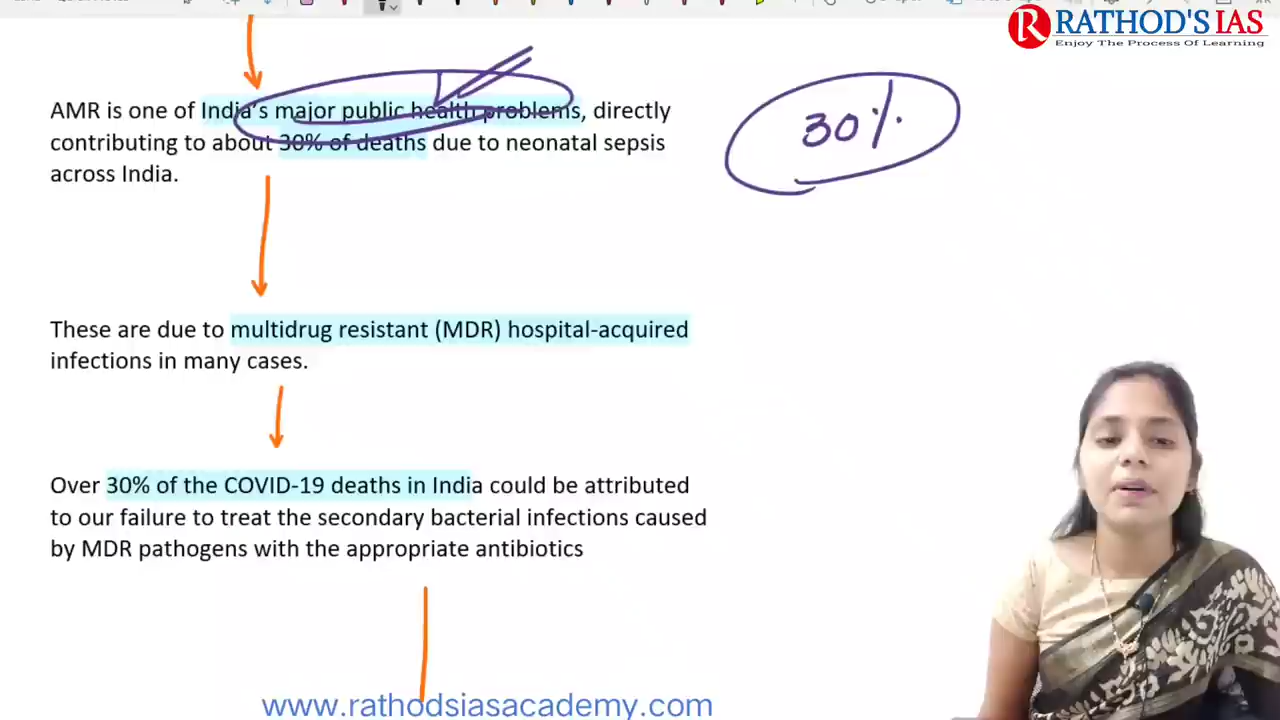 RATHOD'S IAS
Enjoy The Process Of Learning
AMR is one of India's major public health problems, directly
contributing to about 30% of deaths due to neonatal sepsis
across India.
30%
These are due to multidrug resistant (MDR) hospital-acquired
infections in many cases.
Over 30% of the COVID-19 deaths in India could be attributed
to our failure to treat the secondary bacterial infections caused
by MDR pathogens with the appropriate antibiotics
www.rathodsiasacademy.com